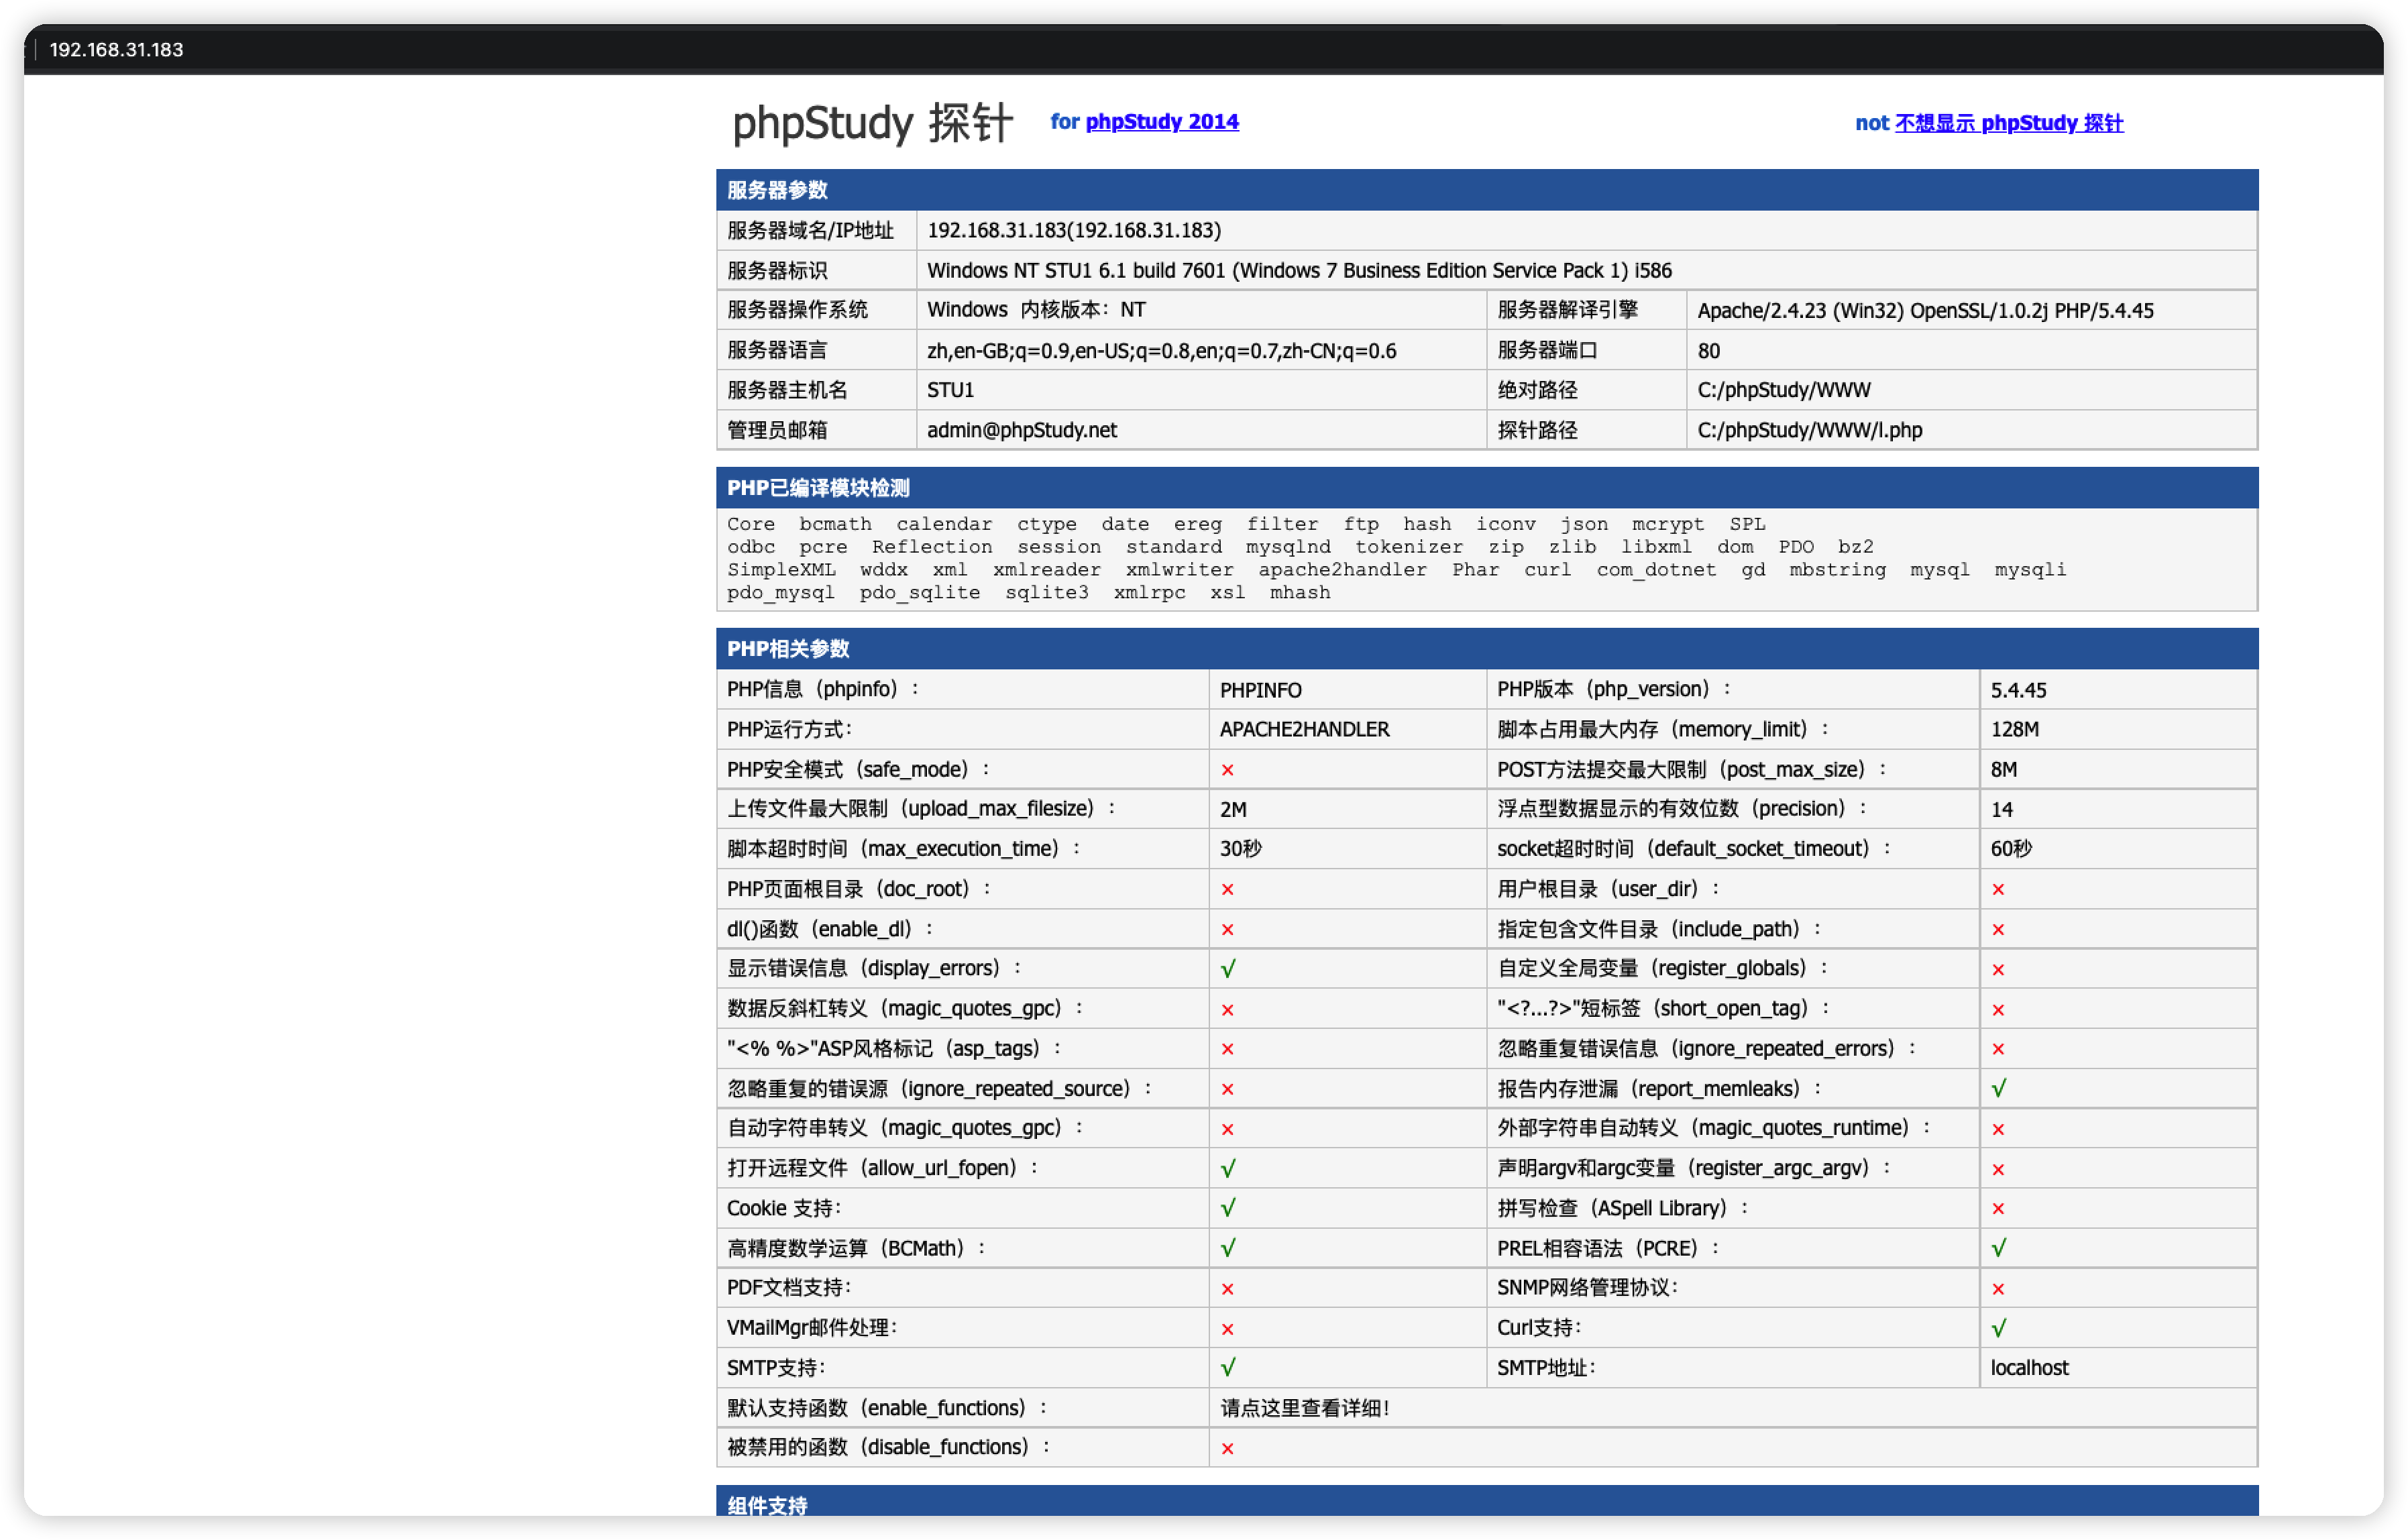 192.168.31.183
phpStudy 探针 for phpStudy 2014 not 不想显示 phpStudy 探针
服务器参数
服务器域名/IP地址 192.168.31.183(192.168.31.183)
服务器标识 Windows NT STU1 6.1 build 7601 (Windows 7 Business Edition Service Pack 1) i586
服务器操作系统 Windows 内核版本：NT 服务器解译引擎 Apache/2.4.23 (Win32) OpenSSL/1.0.2j PHP/5.4.45
服务器语言 zh,en-GB;q=0.9,en-US;q=0.8,en;q=0.7,zh-CN;q=0.6 服务器端口 80
服务器主机名 STU1 绝对路径 C:/phpStudy/WWW
管理员邮箱 admin@phpStudy.net 探针路径 C:/phpStudy/WWW/l.php
PHP已编译模块检测
Core bcmath calendar ctype date ereg filter ftp hash iconv json mcrypt SPL
odbc pcre Reflection session standard mysqlnd tokenizer zip zlib libxml dom PDO bz2
SimpleXML wddx xml xmlreader xmlwriter apache2handler Phar curl com_dotnet gd mbstring mysql mysqli
pdo_mysql pdo_sqlite sqlite3 xmlrpc xsl mhash
PHP相关参数
PHP信息（phpinfo）： PHPINFO PHP版本（php_version）： 5.4.45
PHP运行方式： APACHE2HANDLER 脚本占用最大内存（memory_limit）： 128M
PHP安全模式（safe_mode）： × POST方法提交最大限制（post_max_size）： 8M
上传文件最大限制（upload_max_filesize）： 2M 浮点型数据显示的有效位数（precision）： 14
脚本超时时间（max_execution_time）： 30秒 socket超时时间（default_socket_timeout）： 60秒
PHP页面根目录（doc_root）： × 用户根目录（user_dir）： ×
dl()函数（enable_dl）： × 指定包含文件目录（include_path）： ×
显示错误信息（display_errors）： √ 自定义全局变量（register_globals）： ×
数据反斜杠转义（magic_quotes_gpc）： × "<?...?>"短标签（short_open_tag）： ×
"<% %>"ASP风格标记（asp_tags）： × 忽略重复错误信息（ignore_repeated_errors）： ×
忽略重复的错误源（ignore_repeated_source）： × 报告内存泄漏（report_memleaks）： √
自动字符串转义（magic_quotes_gpc）： × 外部字符串自动转义（magic_quotes_runtime）： ×
打开远程文件（allow_url_fopen）： √ 声明argv和argc变量（register_argc_argv）： ×
Cookie 支持： √ 拼写检查（ASpell Library）： ×
高精度数学运算（BCMath）： √ PREL相容语法（PCRE）： √
PDF文档支持： × SNMP网络管理协议： ×
VMailMgr邮件处理： × Curl支持： √
SMTP支持： √ SMTP地址： localhost
默认支持函数（enable_functions）： 请点这里查看详细！
被禁用的函数（disable_functions）： ×
组件支持